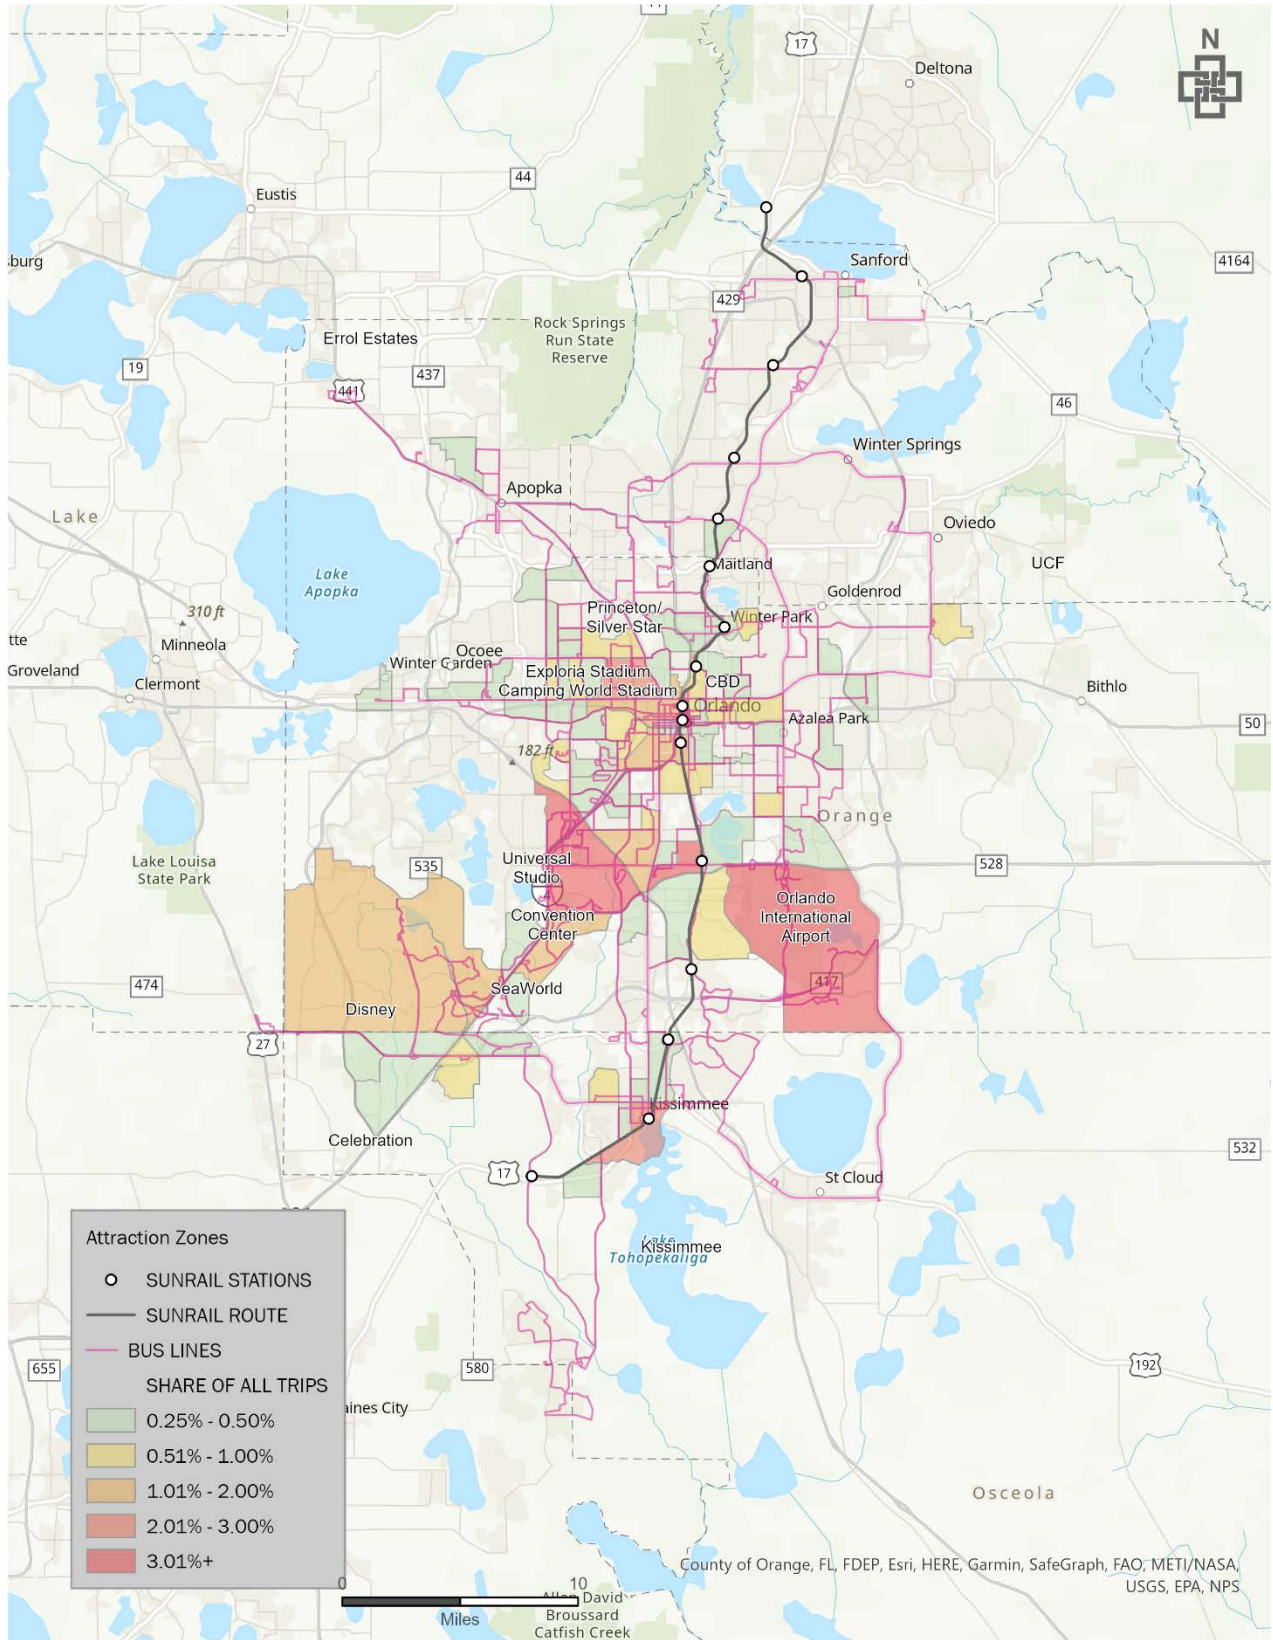 17
N
Deltona
44
Eustis
Sanford
4164
429
Rock Springs
Run State
Reserve
Errol Estates
19
437
441
46
Winter Springs
Apopka
Lake
Oviedo
UCF
Maitland
Lake
Apopka
Goldenrod
310 ft
Princeton/
Silver Star
Winter Park
tte
Minneola
Ocoee
Winter Garden
Groveland
Exploria Stadium
CBD
Clermont
Camping World Stadium
Bithlo
Orlando
Azalea Park
50
182 ft
Orange
Lake Louisa
State Park
535
Universal
Studio
528
Orlando
International
Airport
Convention
Center
474
SeaWorld
417
Disney
27
Kissimmee
Celebration
532
17
St Cloud
Lake
Tohopekaliga
Kissimmee
Attraction Zones
SUNRAIL STATIONS
SUNRAIL ROUTE
BUS LINES
SHARE OF ALL TRIPS
0.25% - 0.50%
0.51% - 1.00%
1.01% - 2.00%
2.01% - 3.00%
3.01%+
655
580
192
aines City
Osceola
County of Orange, FL, FDEP, Esri, HERE, Garmin, SafeGraph, FAO, METI/NASA,
USGS, EPA, NPS
0
10
Miles
Allen David
Broussard
Catfish Creek